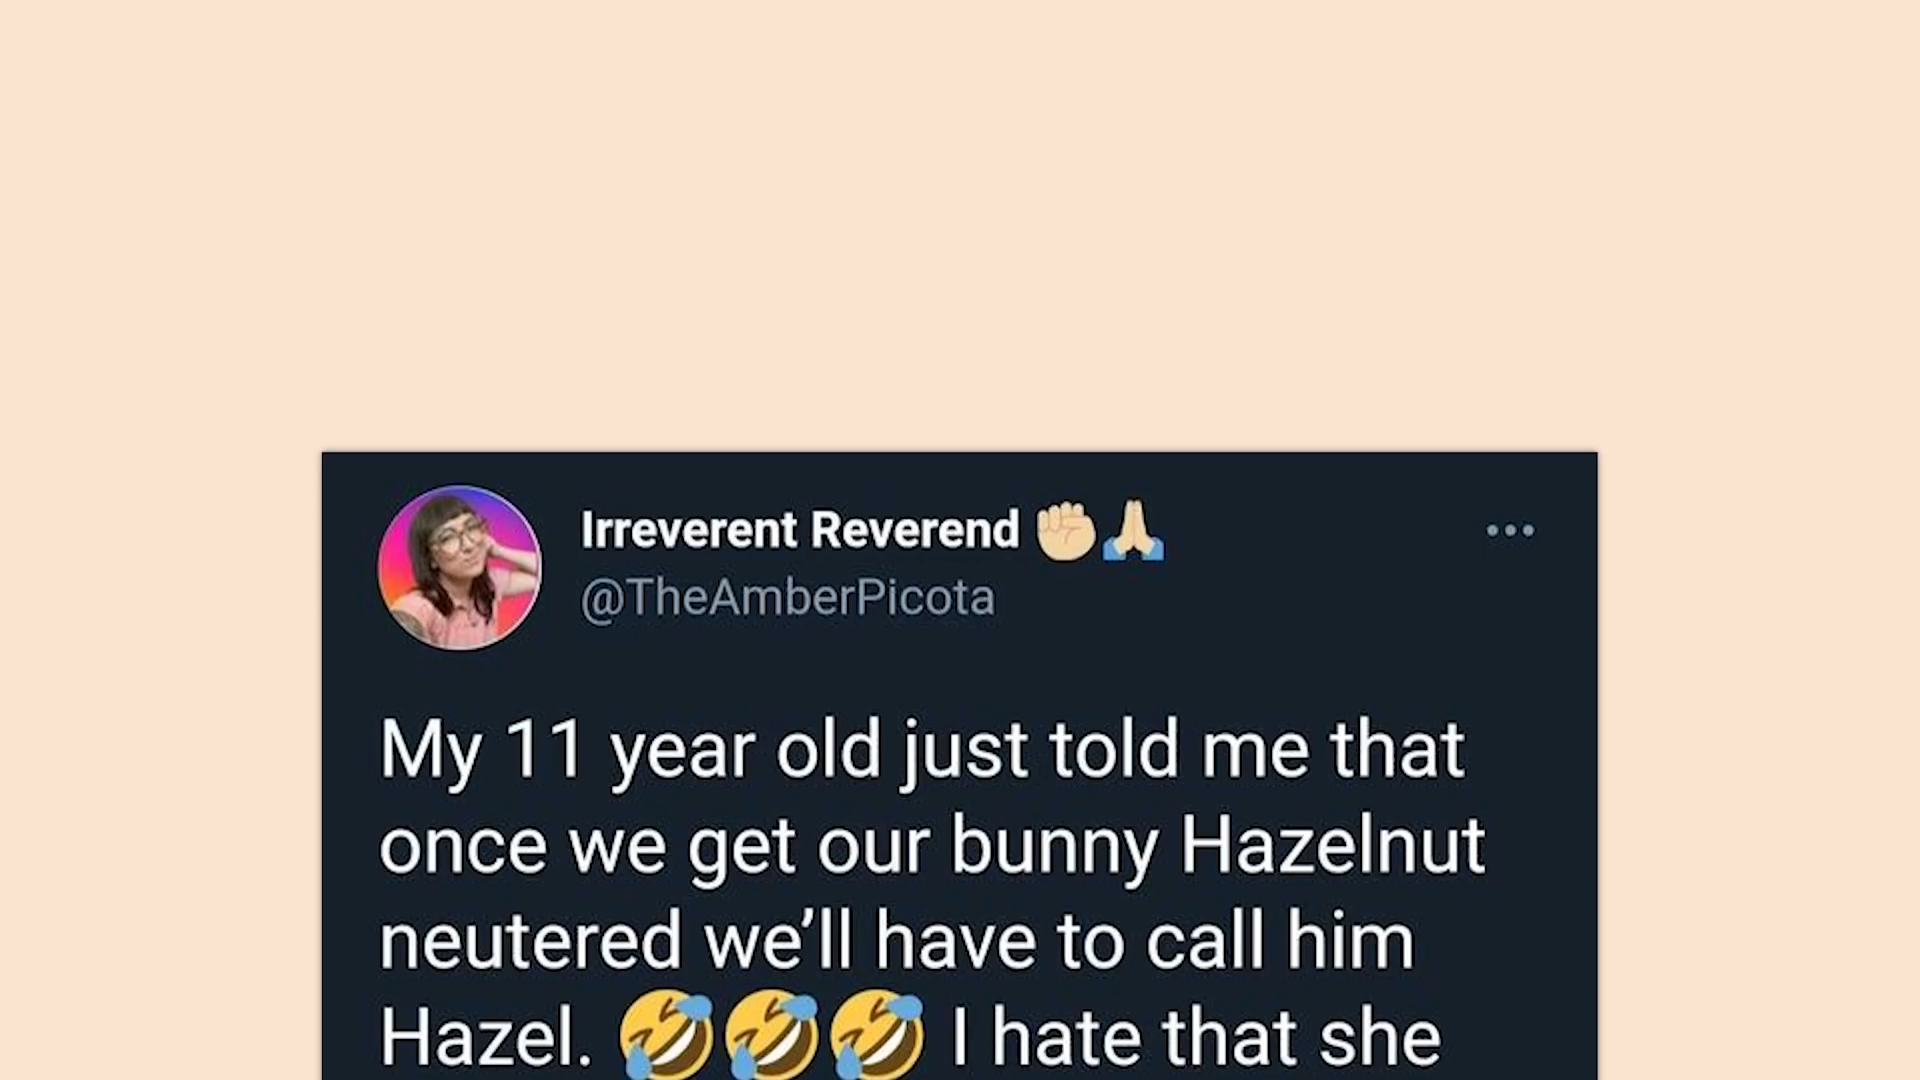 Irreverent Reverend ✊🏼🙏🏼
@TheAmberPicota
My 11 year old just told me that
once we get our bunny Hazelnut
neutered we’ll have to call him
Hazel. 🤣🤣🤣 I hate that she